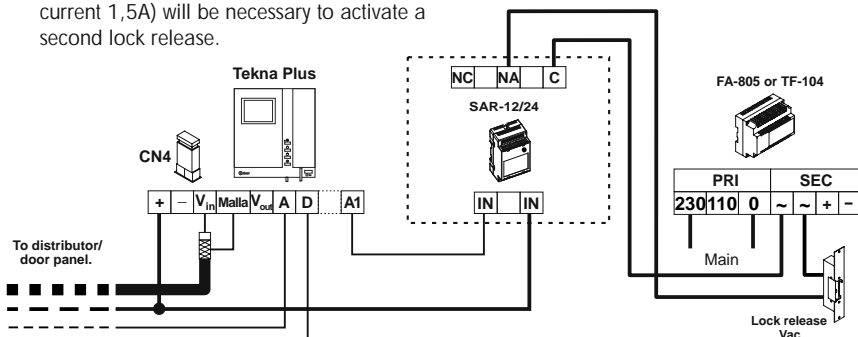 current 1,5A) will be necessary to activate a
second lock release.
Tekna Plus
NC NA C
SAR-12/24
FA-805 or TF-104
CN4
PRI SEC
+ – Vin Malla Vout A D A1
IN IN
230 110 0 ~ ~ + –
To distributor/
door panel.
Main
Lock release
Vac.